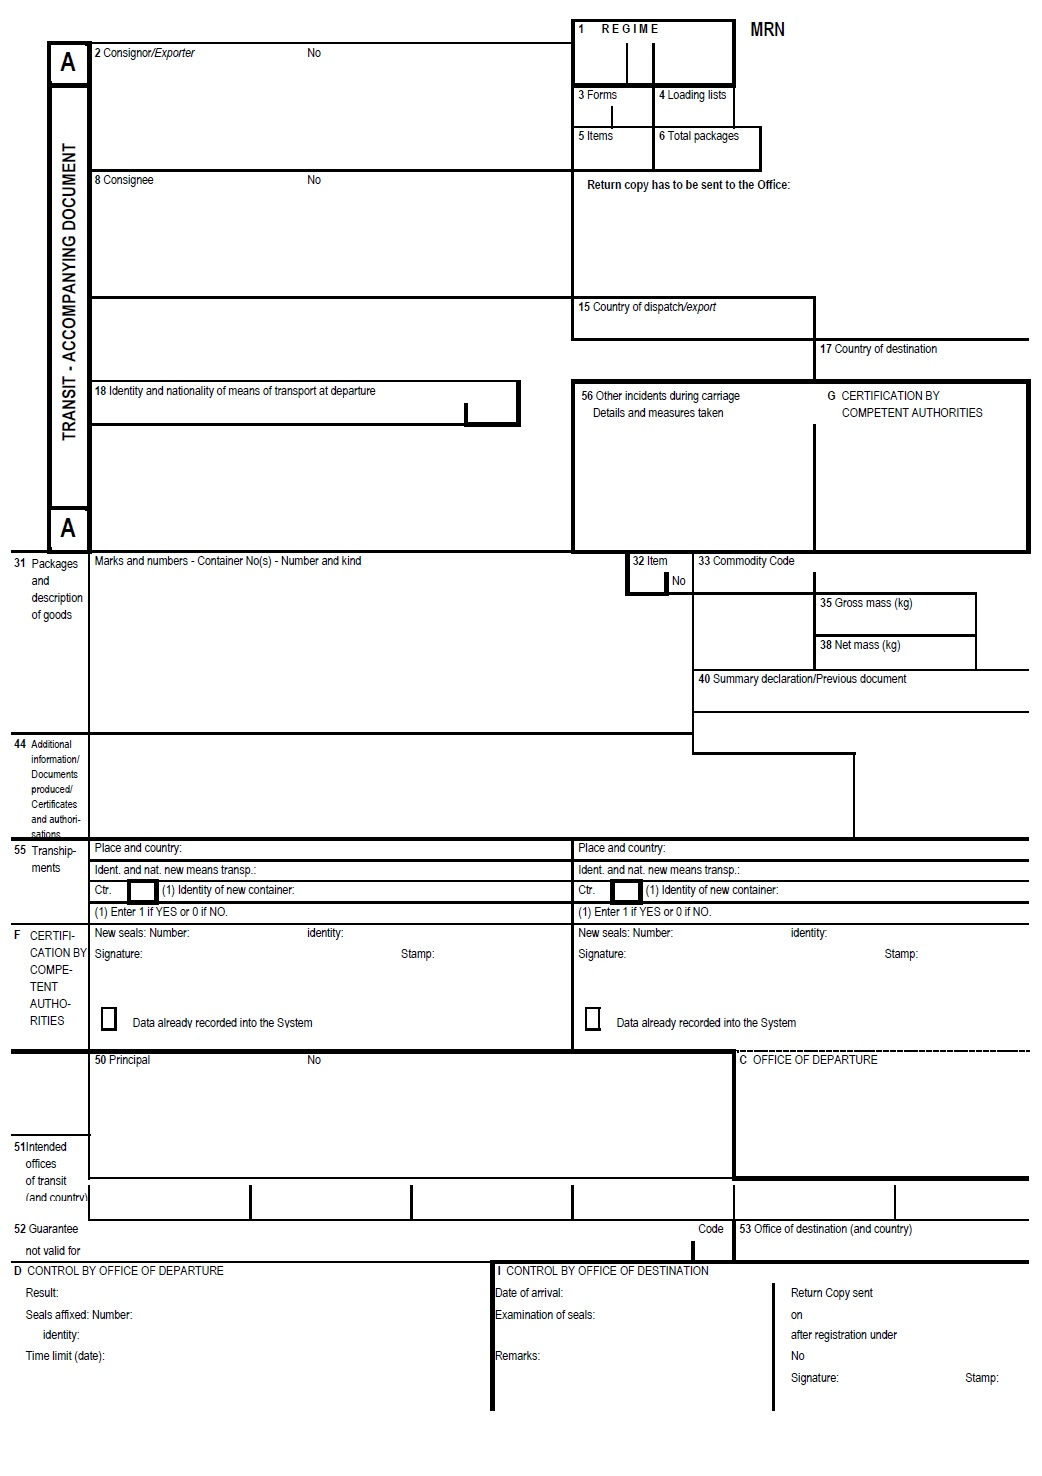 1 REGIME
MRN
A
2 Consignor/Exporter No
3 Forms
4 Loading lists
5 Items
6 Total packages
TRANSIT - ACCOMPANYING DOCUMENT
8 Consignee No
Return copy has to be sent to the Office:
15 Country of dispatch/export
17 Country of destination
18 Identity and nationality of means of transport at departure
56 Other incidents during carriage
Details and measures taken
G CERTIFICATION BY
COMPETENT AUTHORITIES
A
31 Packages
and
description
of goods
Marks and numbers - Container No(s) - Number and kind
32 Item
No
33 Commodity Code
35 Gross mass (kg)
38 Net mass (kg)
40 Summary declaration/Previous document
44 Additional
information/
Documents
produced/
Certificates
and authori-
sations
55 Tranship-
ments
Place and country:
Ident. and nat. new means transp.:
Ctr. (1) Identity of new container:
(1) Enter 1 if YES or 0 if NO.
Place and country:
Ident. and nat. new means transp.:
Ctr. (1) Identity of new container:
(1) Enter 1 if YES or 0 if NO.
F CERTIFI-
CATION BY
COMPE-
TENT
AUTHO-
RITIES
New seals: Number: identity:
Signature: Stamp:
Data already recorded into the System
New seals: Number: identity:
Signature: Stamp:
Data already recorded into the System
50 Principal No
C OFFICE OF DEPARTURE
51Intended
offices
of transit
(and country)
52 Guarantee
not valid for
Code
53 Office of destination (and country)
D CONTROL BY OFFICE OF DEPARTURE
Result:
Seals affixed: Number:
identity:
Time limit (date):
I CONTROL BY OFFICE OF DESTINATION
Date of arrival:
Examination of seals:
Remarks:
Return Copy sent
on
after registration under
No
Signature: Stamp: